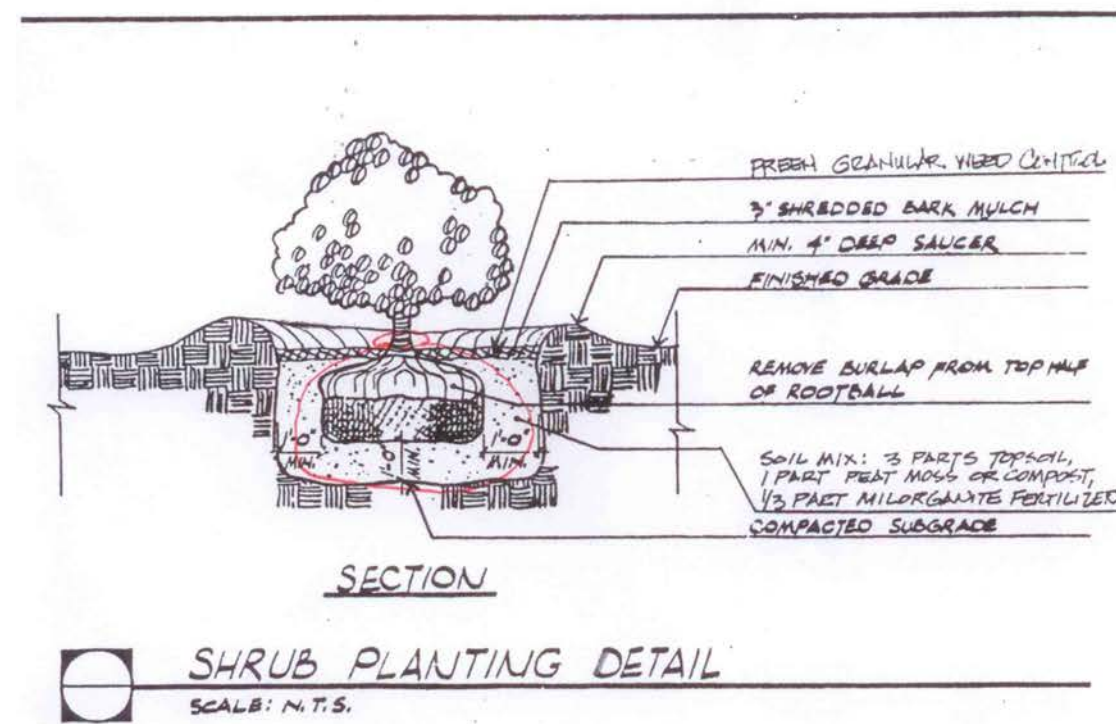 PREEN GRANULAR WEED CONTROL
3" SHREDDED BARK MULCH
MIN. 4" DEEP SAUCER
FINISHED GRADE
REMOVE BURLAP FROM TOP HALF
OF ROOTBALL
1'-0"
MIN.
1'-0"
MIN.
1'-0"
MIN.
SOIL MIX: 3 PARTS TOPSOIL,
1 PART PEAT MOSS OR COMPOST,
1/3 PART MILORGANITE FERTILIZER
COMPACTED SUBGRADE
SECTION
SHRUB PLANTING DETAIL
SCALE: N.T.S.